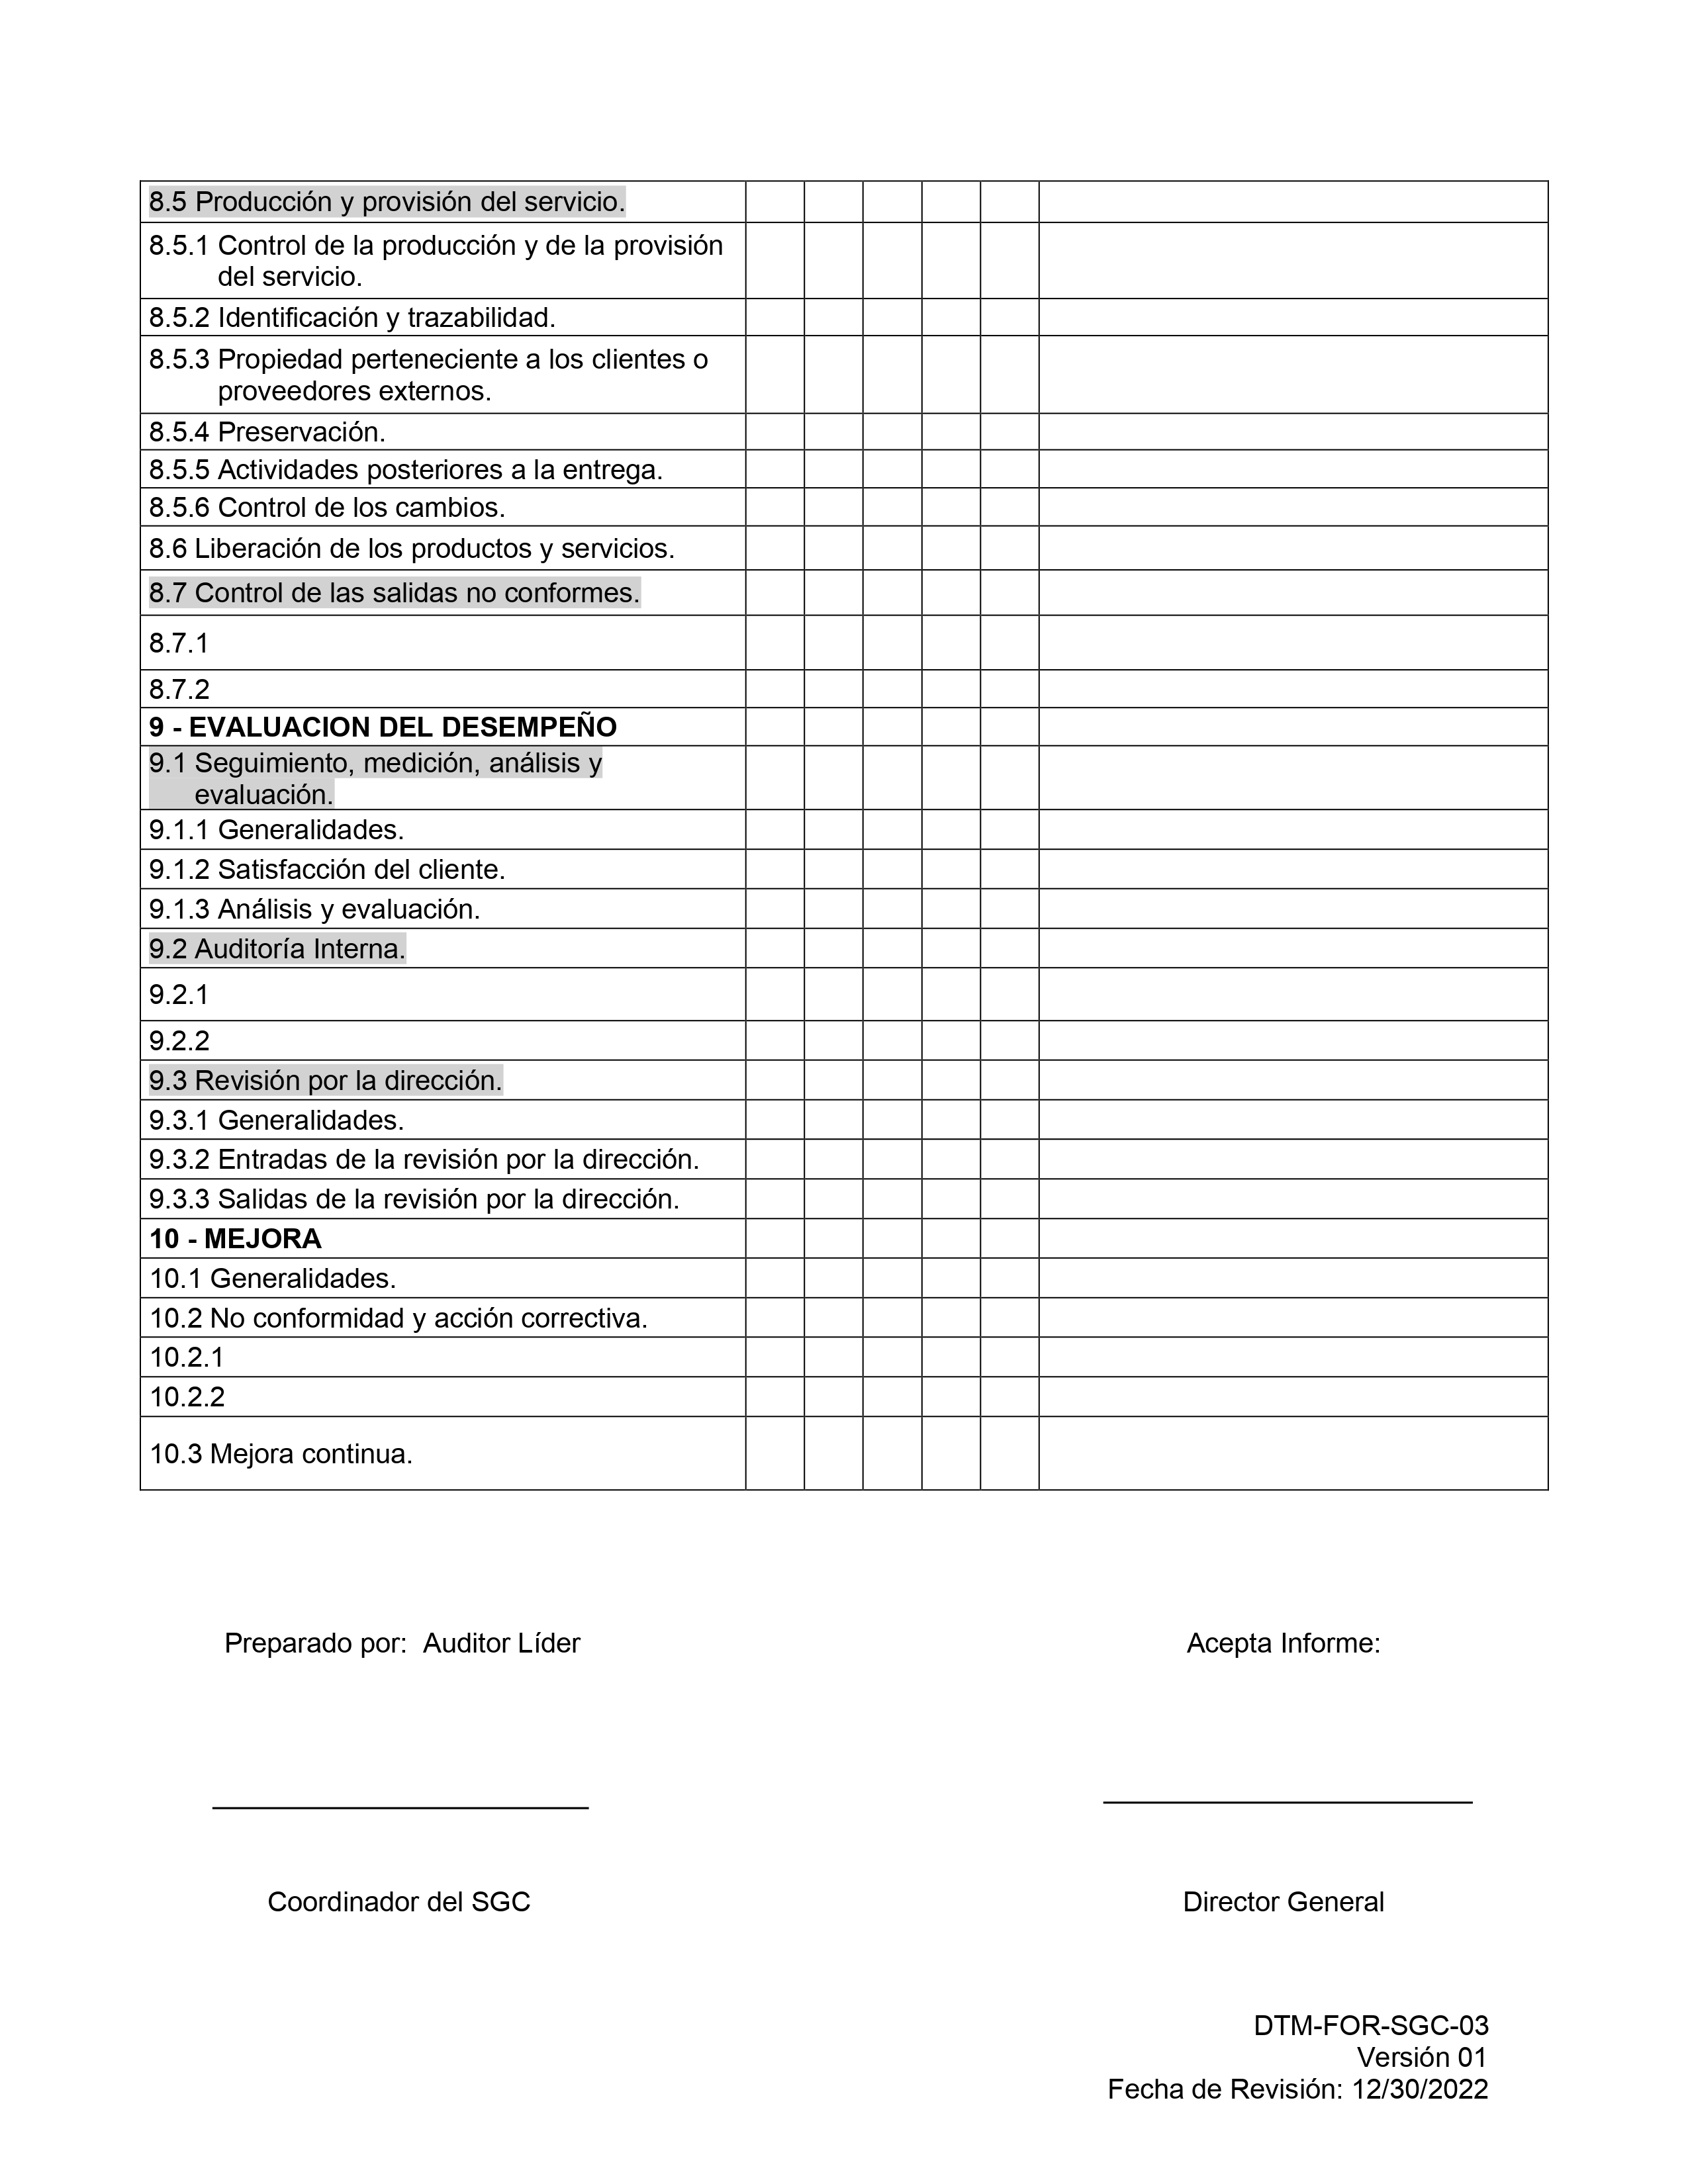 8.5 Producción y provisión del servicio.
8.5.1 Control de la producción y de la provisión
del servicio.
8.5.2 Identificación y trazabilidad.
8.5.3 Propiedad perteneciente a los clientes o
proveedores externos.
8.5.4 Preservación.
8.5.5 Actividades posteriores a la entrega.
8.5.6 Control de los cambios.
8.6 Liberación de los productos y servicios.
8.7 Control de las salidas no conformes.
8.7.1
8.7.2
9 - EVALUACION DEL DESEMPEÑO
9.1 Seguimiento, medición, análisis y
evaluación.
9.1.1 Generalidades.
9.1.2 Satisfacción del cliente.
9.1.3 Análisis y evaluación.
9.2 Auditoría Interna.
9.2.1
9.2.2
9.3 Revisión por la dirección.
9.3.1 Generalidades.
9.3.2 Entradas de la revisión por la dirección.
9.3.3 Salidas de la revisión por la dirección.
10 - MEJORA
10.1 Generalidades.
10.2 No conformidad y acción correctiva.
10.2.1
10.2.2
10.3 Mejora continua.
Preparado por: Auditor Líder
Acepta Informe:
Coordinador del SGC
Director General
DTM-FOR-SGC-03
Versión 01
Fecha de Revisión: 12/30/2022